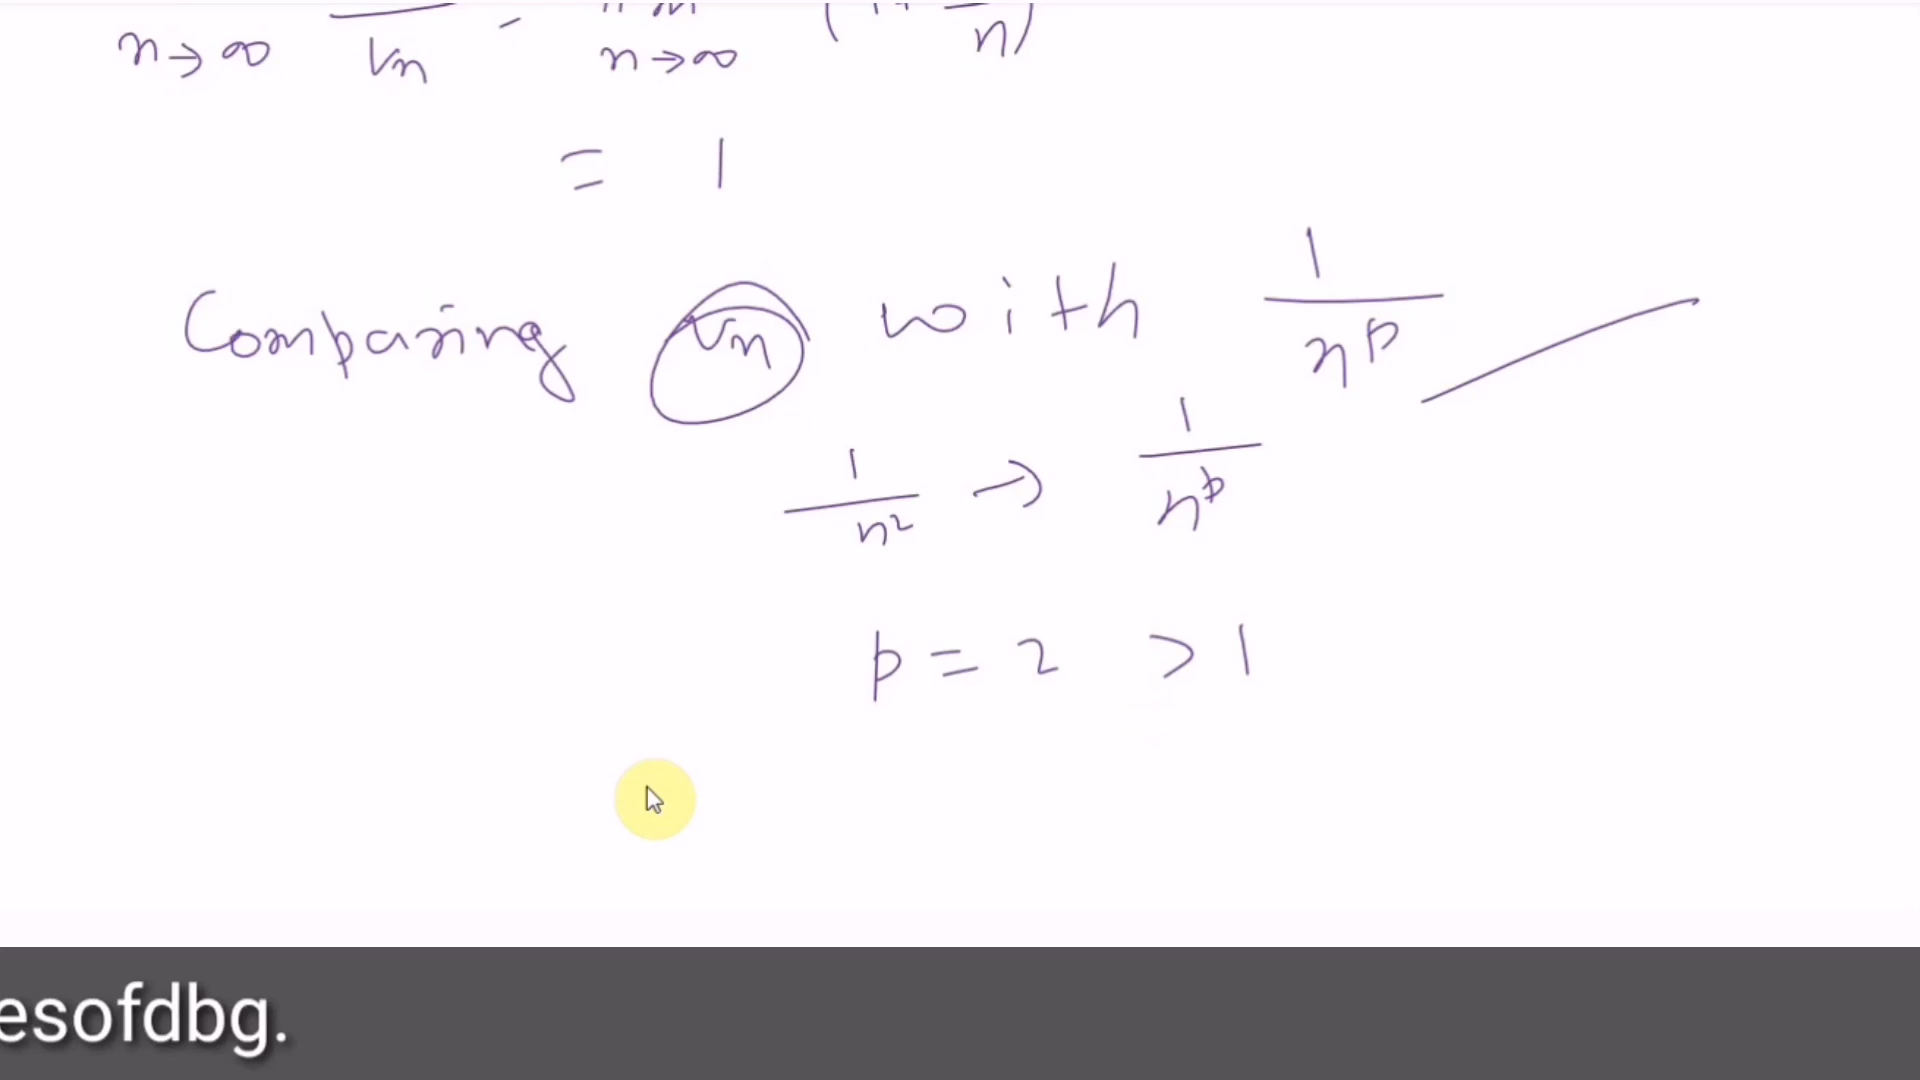 n→∞ Vn = n→∞ n)
= 1
Comparing Vn with 1/n^p
1/n² → 1/n^p
p = 2 > 1
esofdbg.